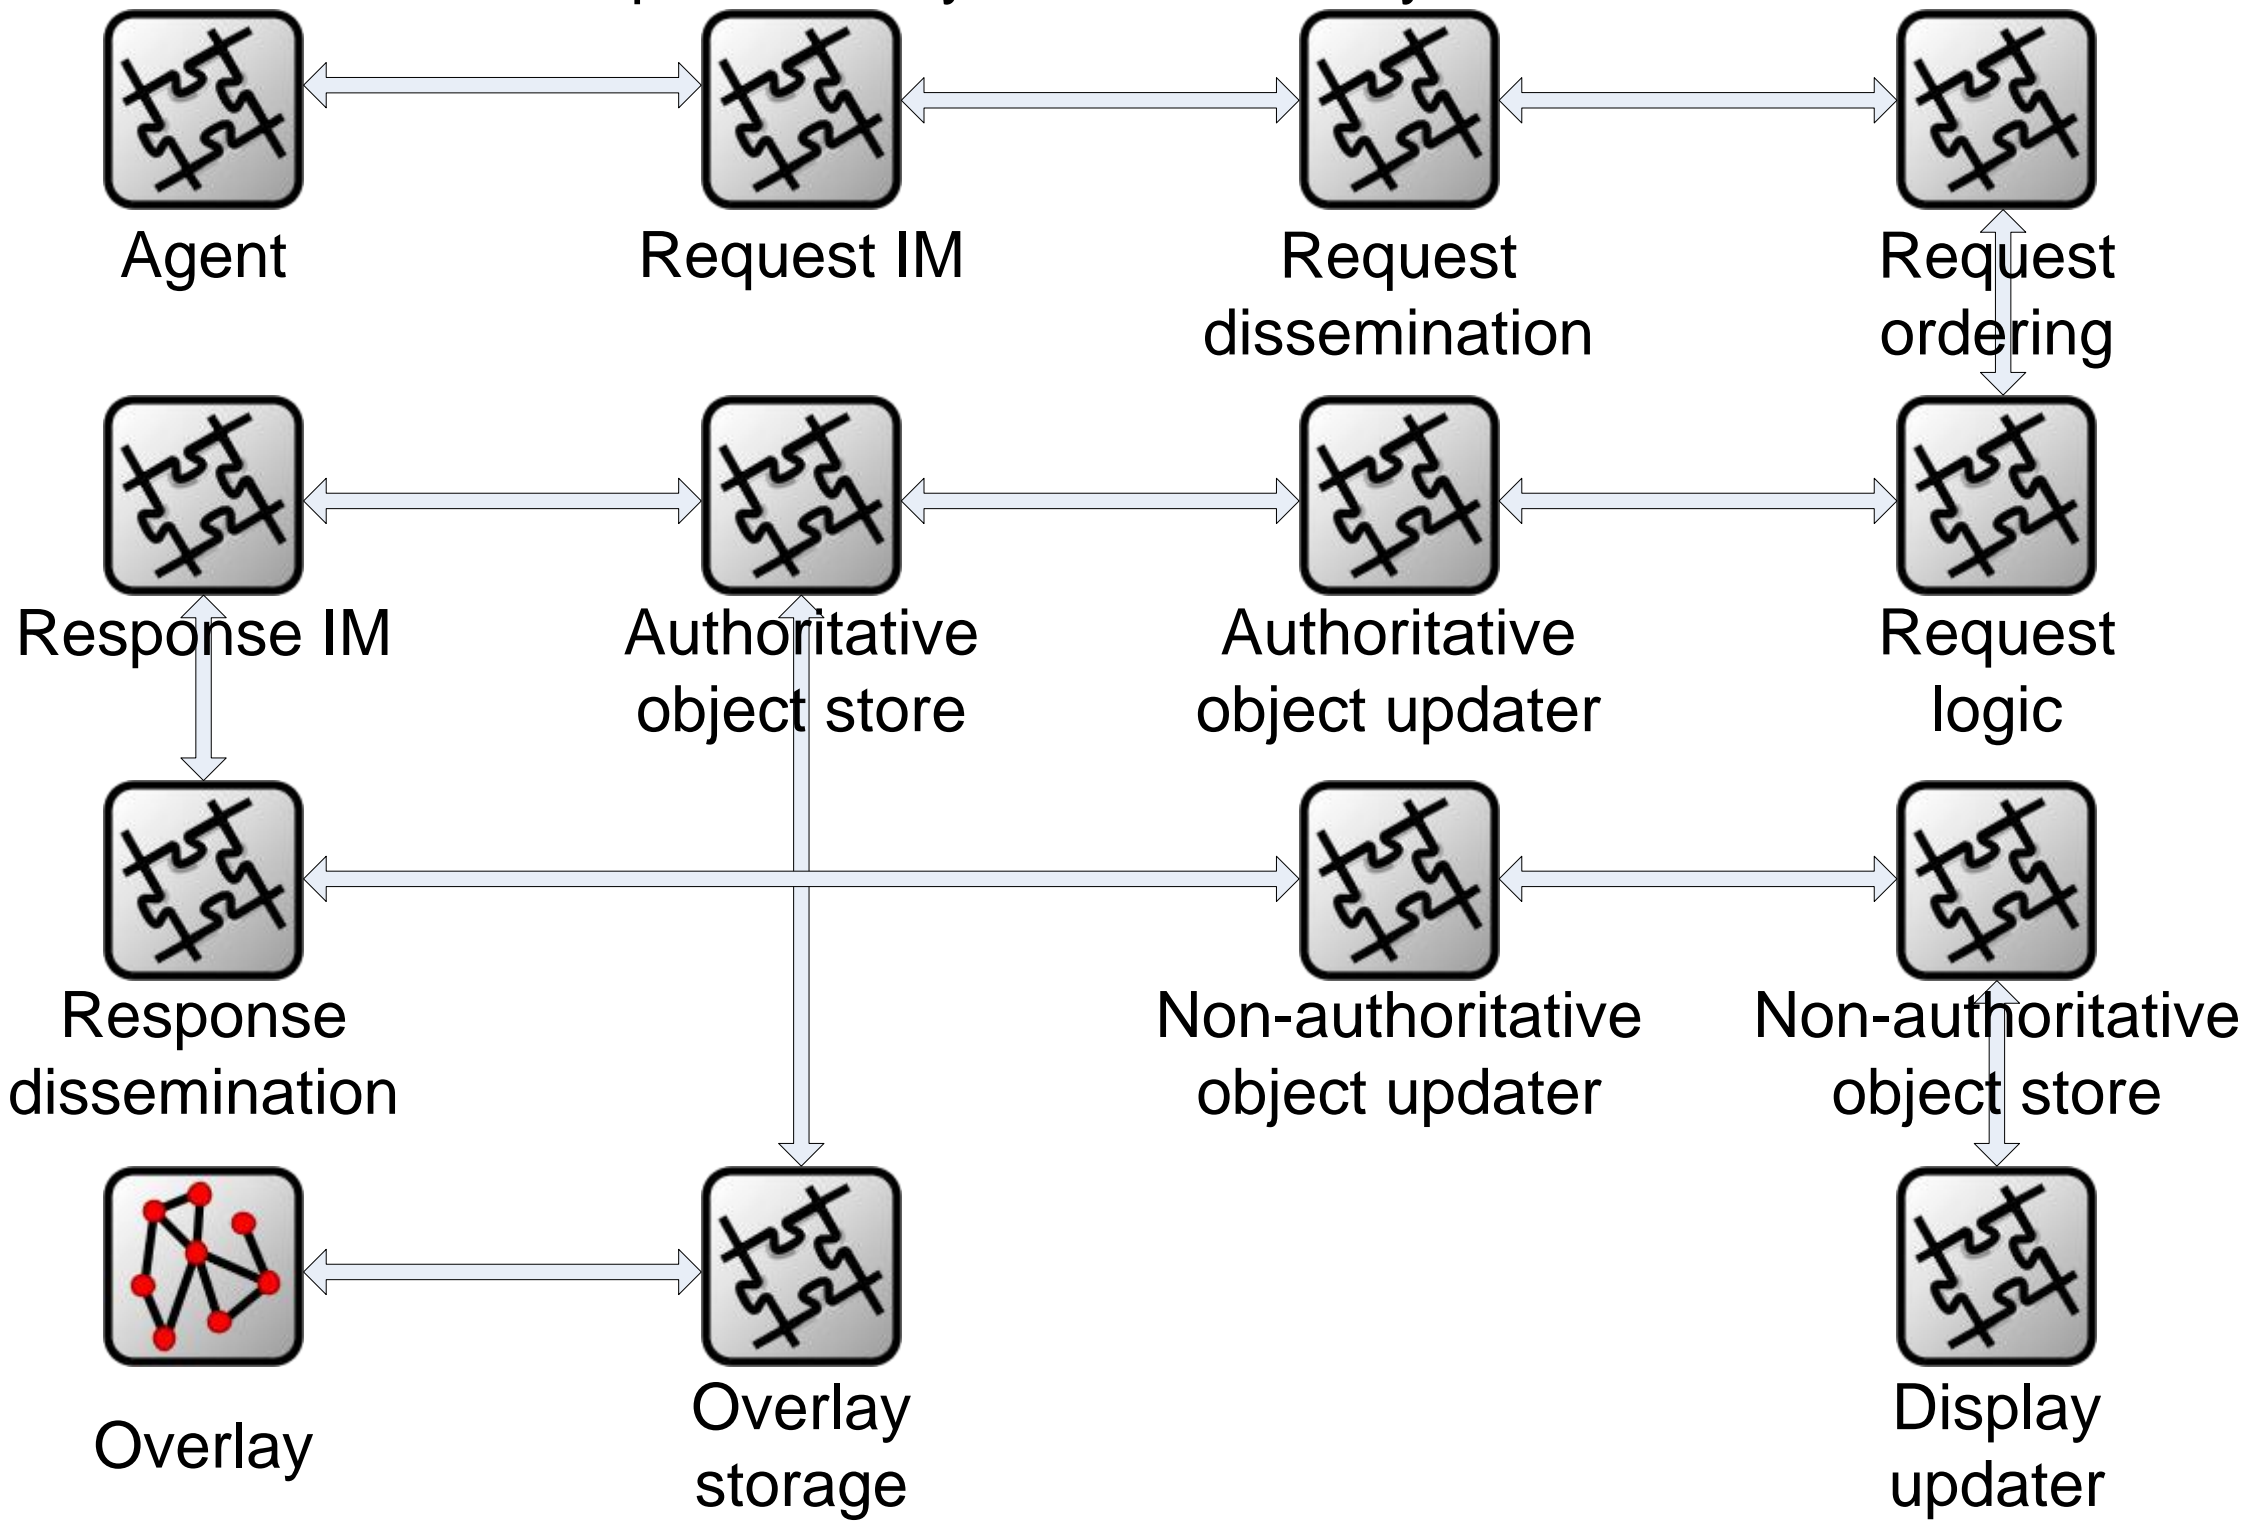 Agent
Request IM
Request
dissemination
Request
ordering
Response IM
Authoritative
object store
Authoritative
object updater
Request
logic
Response
dissemination
Non-authoritative
object updater
Non-authoritative
object store
Overlay
Overlay
storage
Display
updater